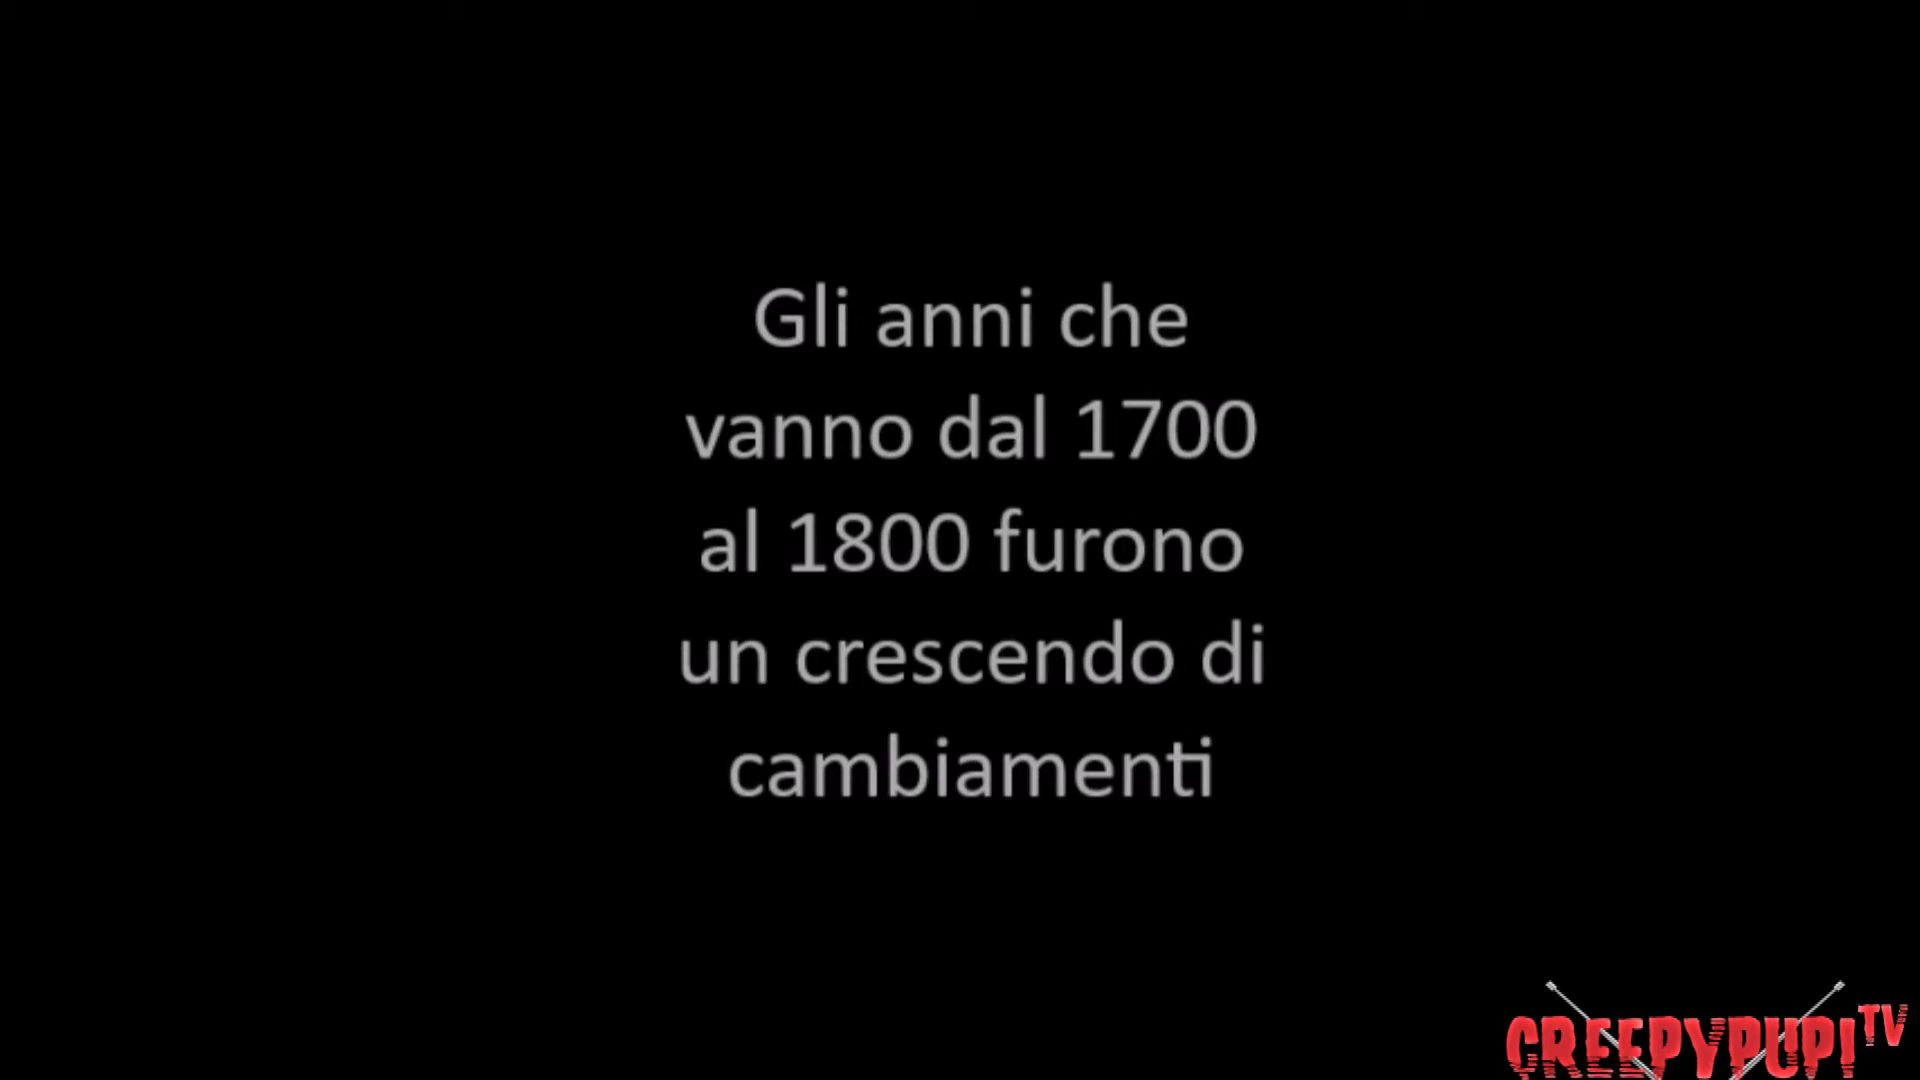 Gli anni che
vanno dal 1700
al 1800 furono
un crescendo di
cambiamenti
CREEPYPUPI TV